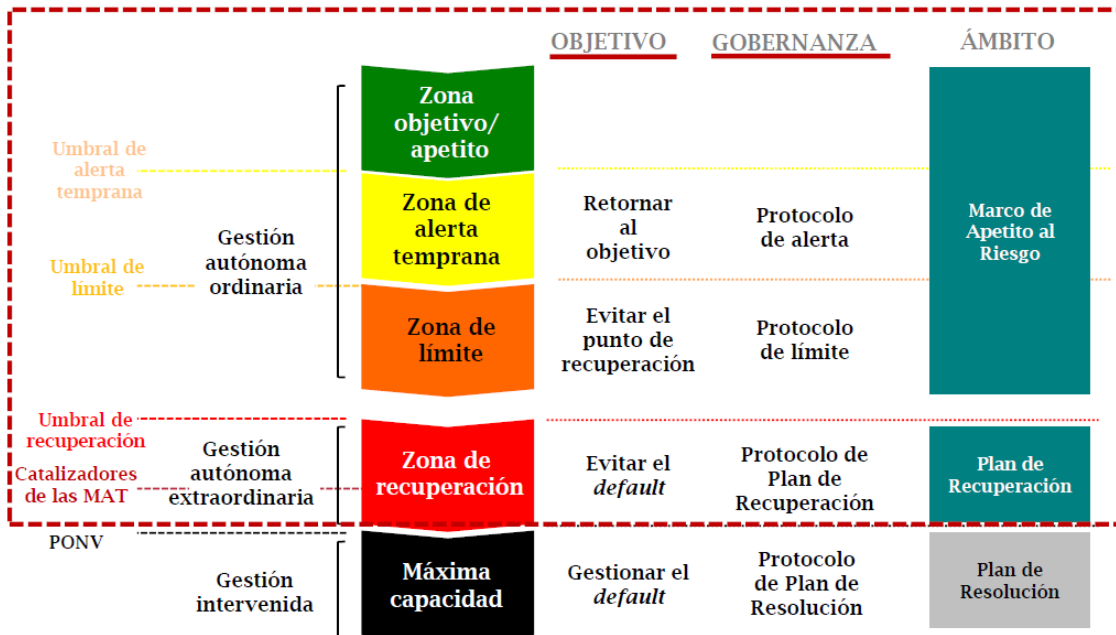 OBJETIVO
GOBERNANZA
ÁMBITO
Zona
objetivo/
apetito
Umbral de
alerta
temprana
Zona de
alerta
temprana
Retornar
al
objetivo
Protocolo
de alerta
Marco de
Apetito al
Riesgo
Gestión
autónoma
ordinaria
Umbral de
límite
Zona de
límite
Evitar el
punto de
recuperación
Protocolo
de límite
Umbral de
recuperación
Catalizadores
de las MAT
Gestión
autónoma
extraordinaria
Zona de
recuperación
Evitar el
default
Protocolo de
Plan de
Recuperación
Plan de
Recuperación
PONV
Gestión
intervenida
Máxima
capacidad
Gestionar el
default
Protocolo
de Plan de
Resolución
Plan de
Resolución